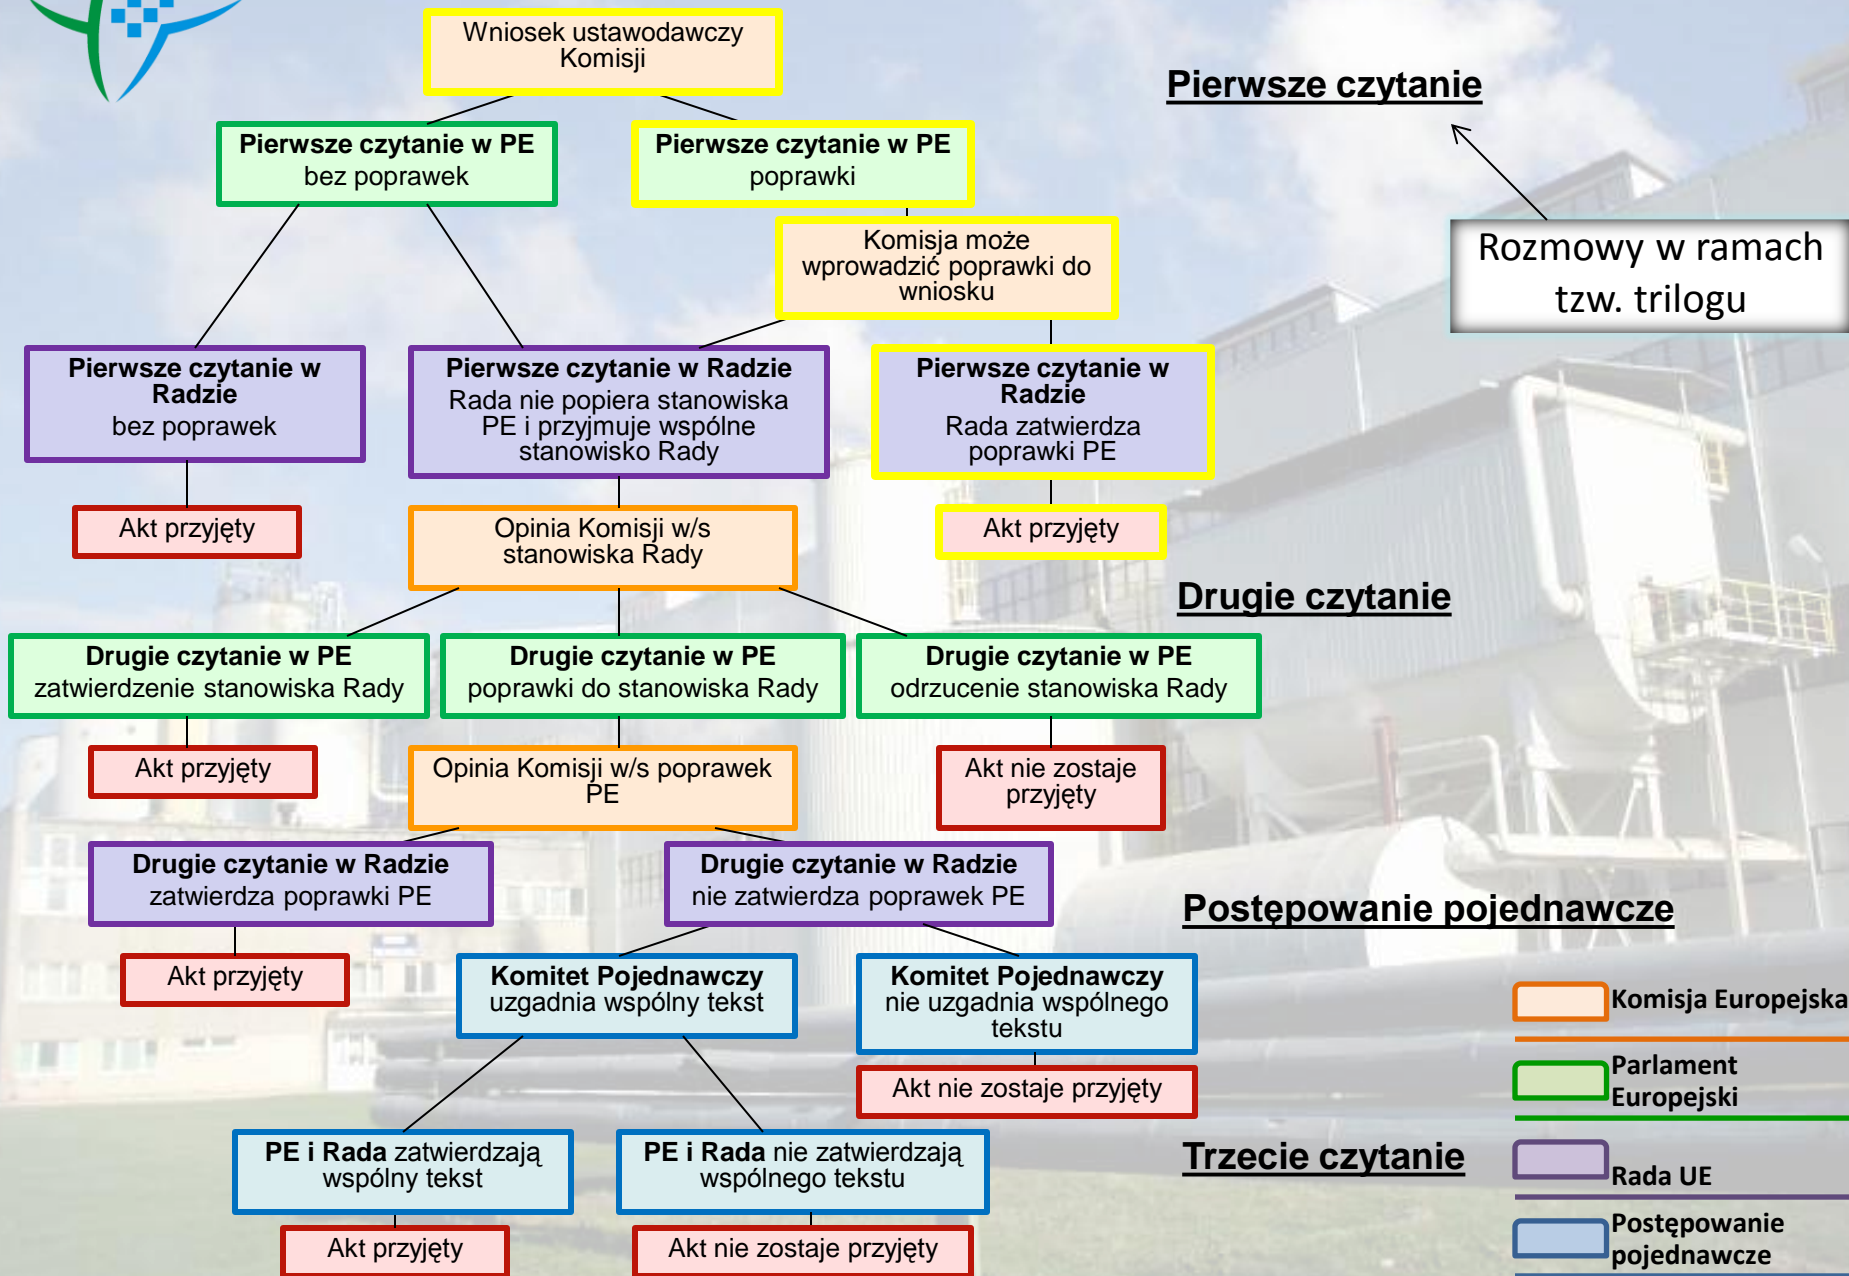 Wniosek ustawodawczy
Komisji
Pierwsze czytanie
Pierwsze czytanie w PE
bez poprawek
Pierwsze czytanie w PE
poprawki
Rozmowy w ramach
tzw. trilogu
Komisja może
wprowadzić poprawki do
wniosku
Pierwsze czytanie w
Radzie
bez poprawek
Pierwsze czytanie w Radzie
Rada nie popiera stanowiska
PE i przyjmuje wspólne
stanowisko Rady
Pierwsze czytanie w
Radzie
Rada zatwierdza
poprawki PE
Akt przyjęty
Opinia Komisji w/s
stanowiska Rady
Akt przyjęty
Drugie czytanie
Drugie czytanie w PE
zatwierdzenie stanowiska Rady
Drugie czytanie w PE
poprawki do stanowiska Rady
Drugie czytanie w PE
odrzucenie stanowiska Rady
Akt przyjęty
Opinia Komisji w/s poprawek
PE
Akt nie zostaje
przyjęty
Drugie czytanie w Radzie
zatwierdza poprawki PE
Drugie czytanie w Radzie
nie zatwierdza poprawek PE
Postępowanie pojednawcze
Akt przyjęty
Komitet Pojednawczy
uzgadnia wspólny tekst
Komitet Pojednawczy
nie uzgadnia wspólnego
tekstu
Akt nie zostaje przyjęty
Trzecie czytanie
PE i Rada zatwierdzają
wspólny tekst
PE i Rada nie zatwierdzają
wspólnego tekstu
Akt przyjęty
Akt nie zostaje przyjęty
Komisja Europejska
Parlament
Europejski
Rada UE
Postępowanie
pojednawcze